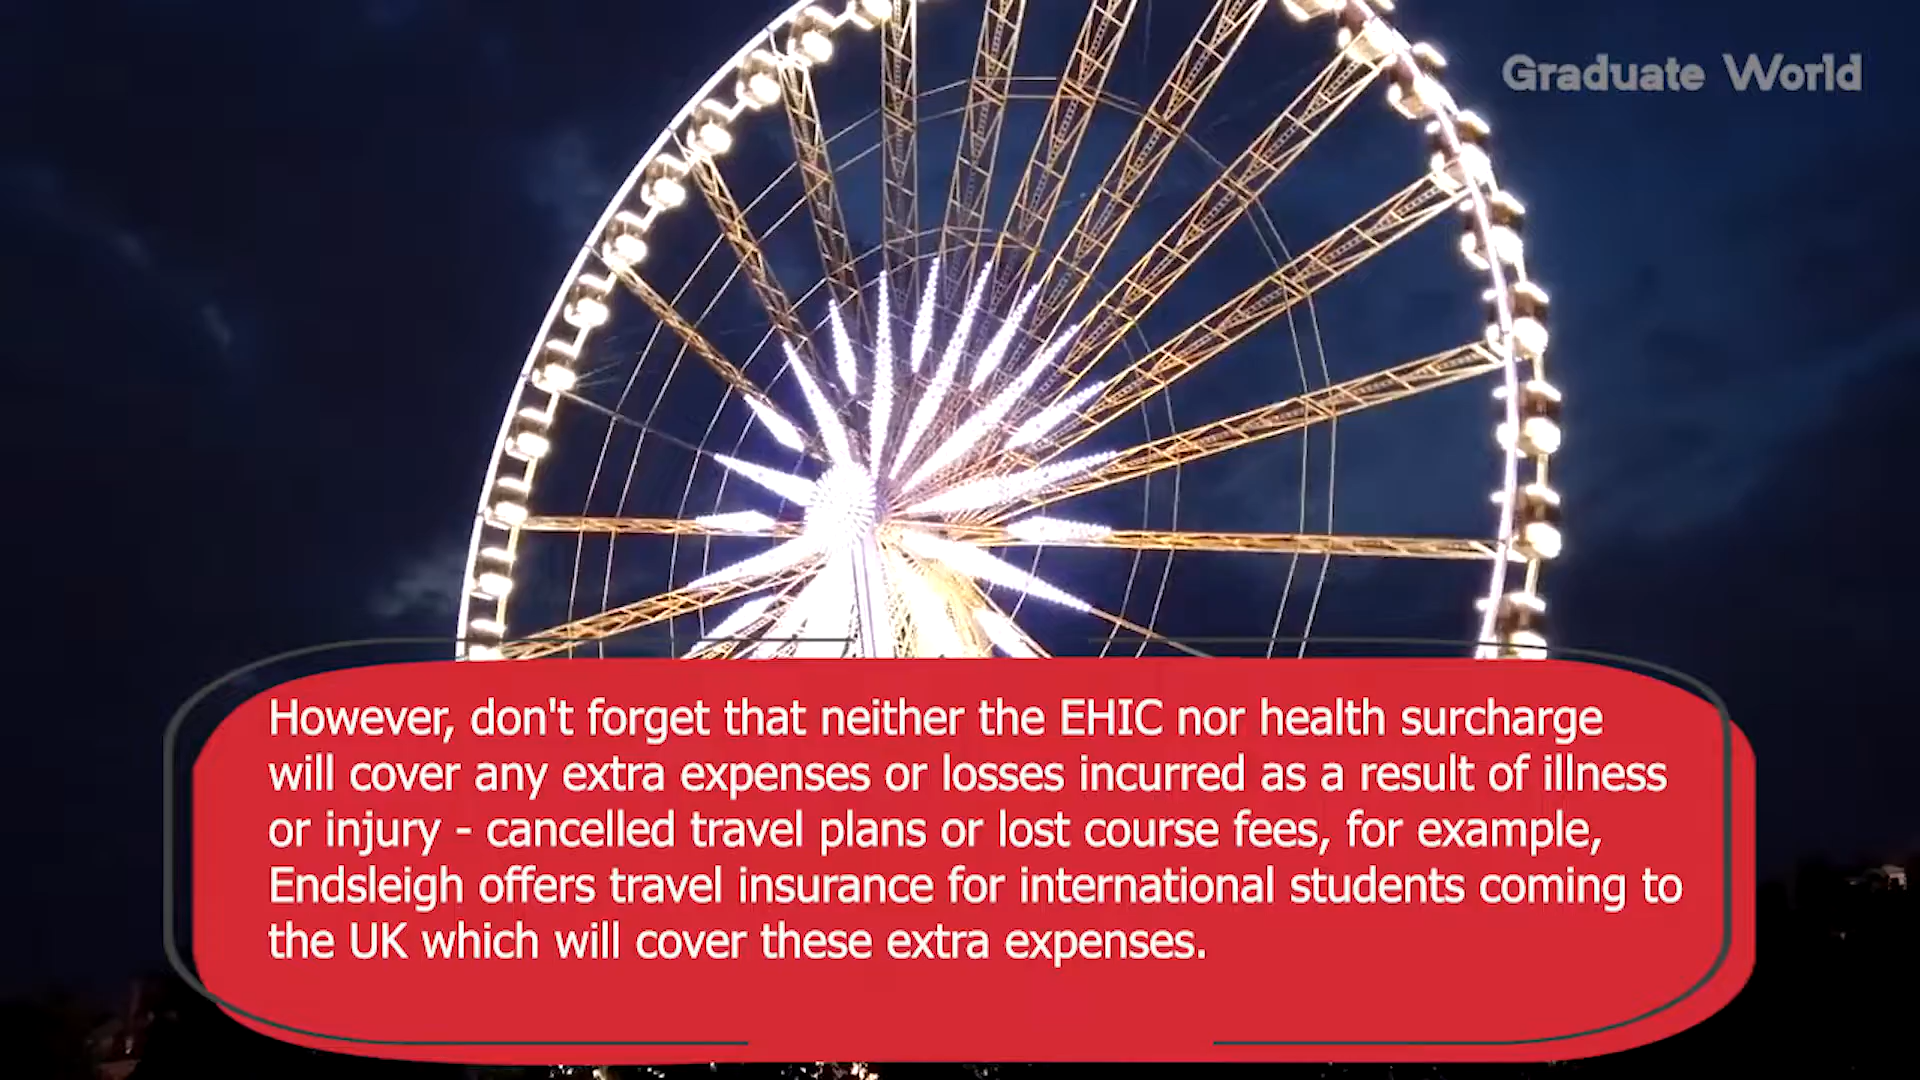 Graduate World
However, don't forget that neither the EHIC nor health surcharge
will cover any extra expenses or losses incurred as a result of illness
or injury - cancelled travel plans or lost course fees, for example,
Endsleigh offers travel insurance for international students coming to
the UK which will cover these extra expenses.